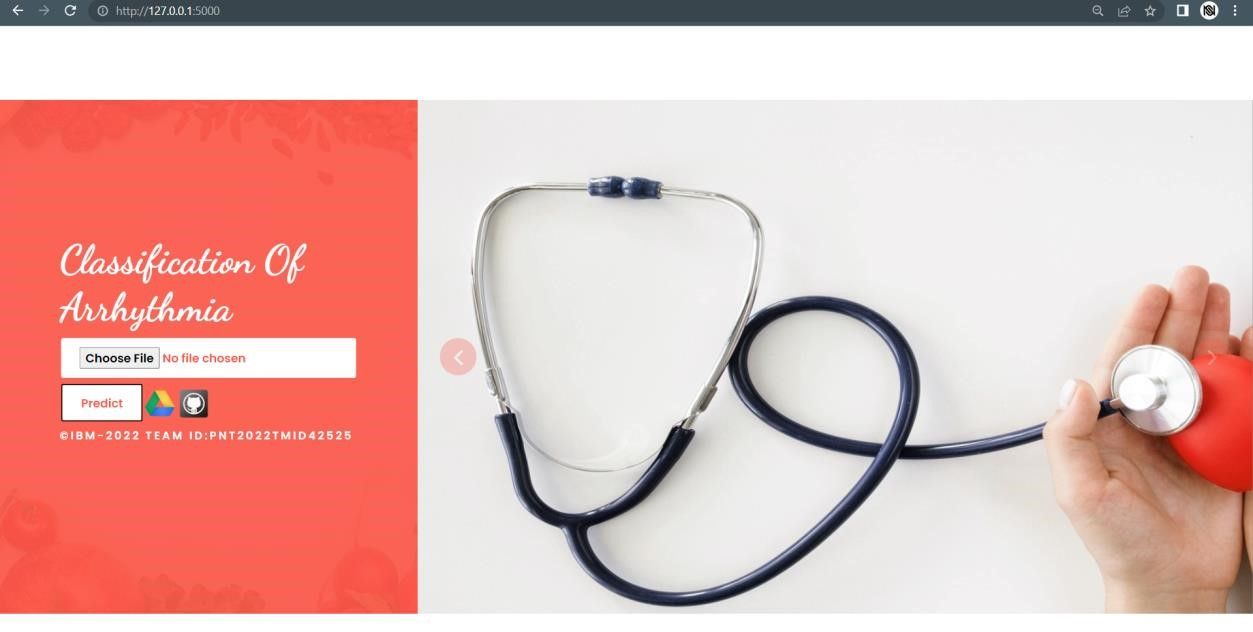 http://127.0.0.1:5000
Classification Of
Arrhythmia
Choose File No file chosen
Predict
©IBM-2022 TEAM ID:PNT2022TMID42525